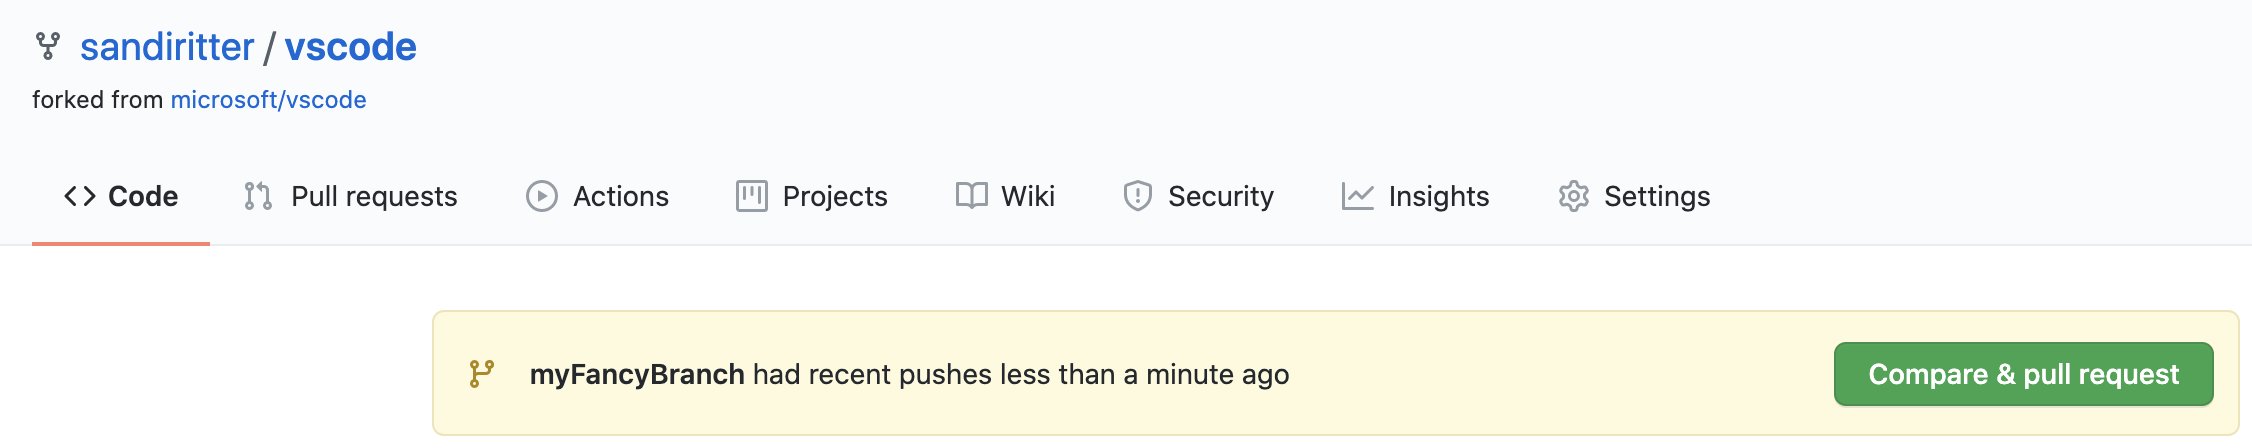 sandiritter / vscode
forked from microsoft/vscode
Code Pull requests Actions Projects Wiki Security Insights Settings
myFancyBranch had recent pushes less than a minute ago Compare & pull request